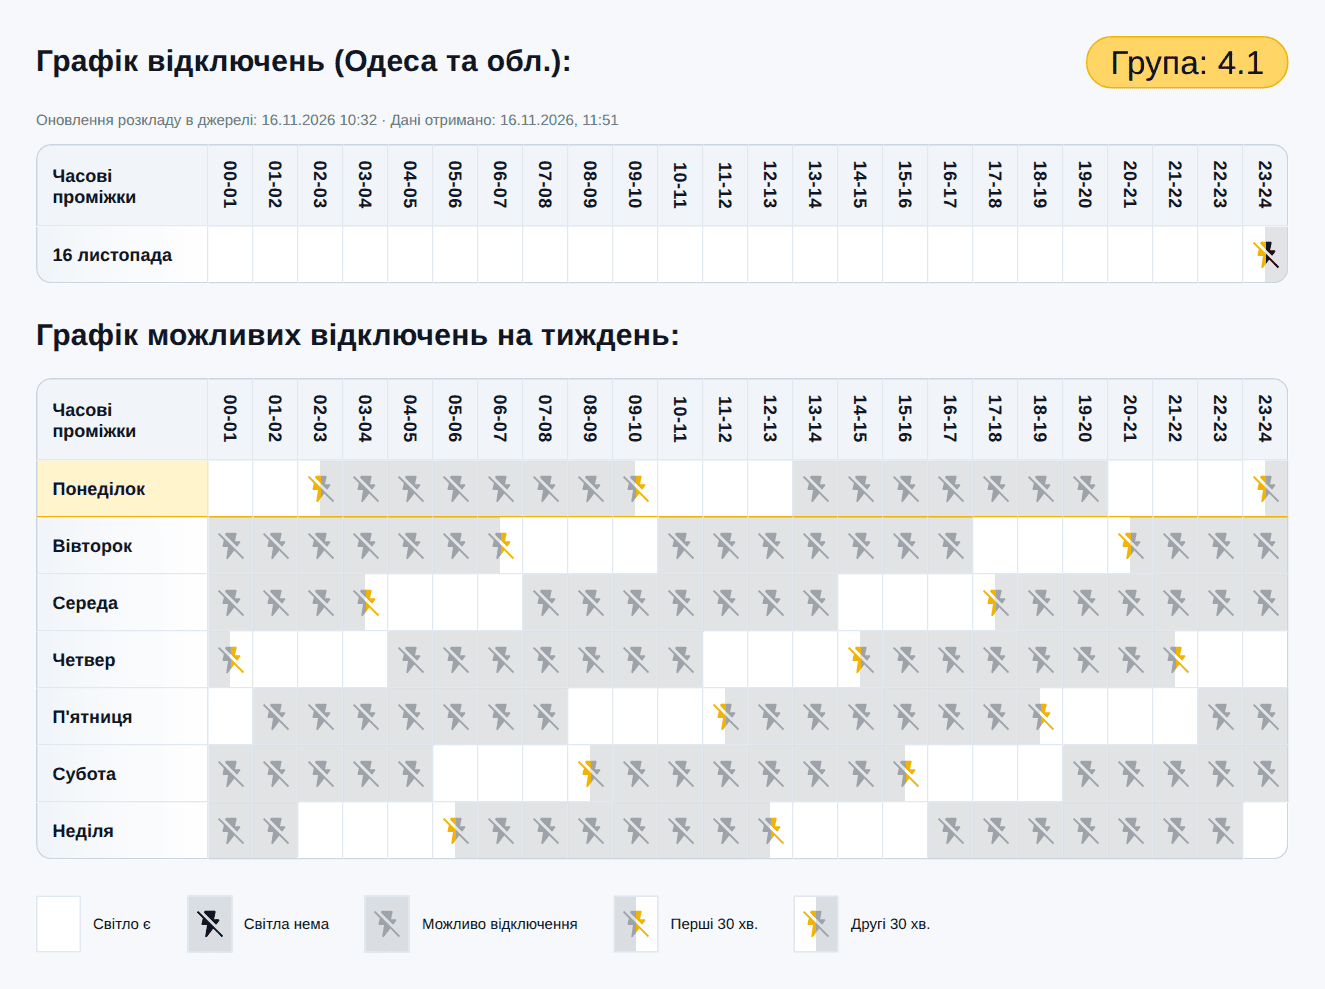 Графік відключень (Одеса та обл.):
Група: 4.1
Оновлення розкладу в джерелі: 16.11.2026 10:32 · Дані отримано: 16.11.2026, 11:51
Часові проміжки 00-01 01-02 02-03 03-04 04-05 05-06 06-07 07-08 08-09 09-10 10-11 11-12 12-13 13-14 14-15 15-16 16-17 17-18 18-19 19-20 20-21 21-22 22-23 23-24
16 листопада
Графік можливих відключень на тиждень:
Часові проміжки 00-01 01-02 02-03 03-04 04-05 05-06 06-07 07-08 08-09 09-10 10-11 11-12 12-13 13-14 14-15 15-16 16-17 17-18 18-19 19-20 20-21 21-22 22-23 23-24
Понеділок
Вівторок
Середа
Четвер
П'ятниця
Субота
Неділя
Світло є Світла нема Можливо відключення Перші 30 хв. Другі 30 хв.